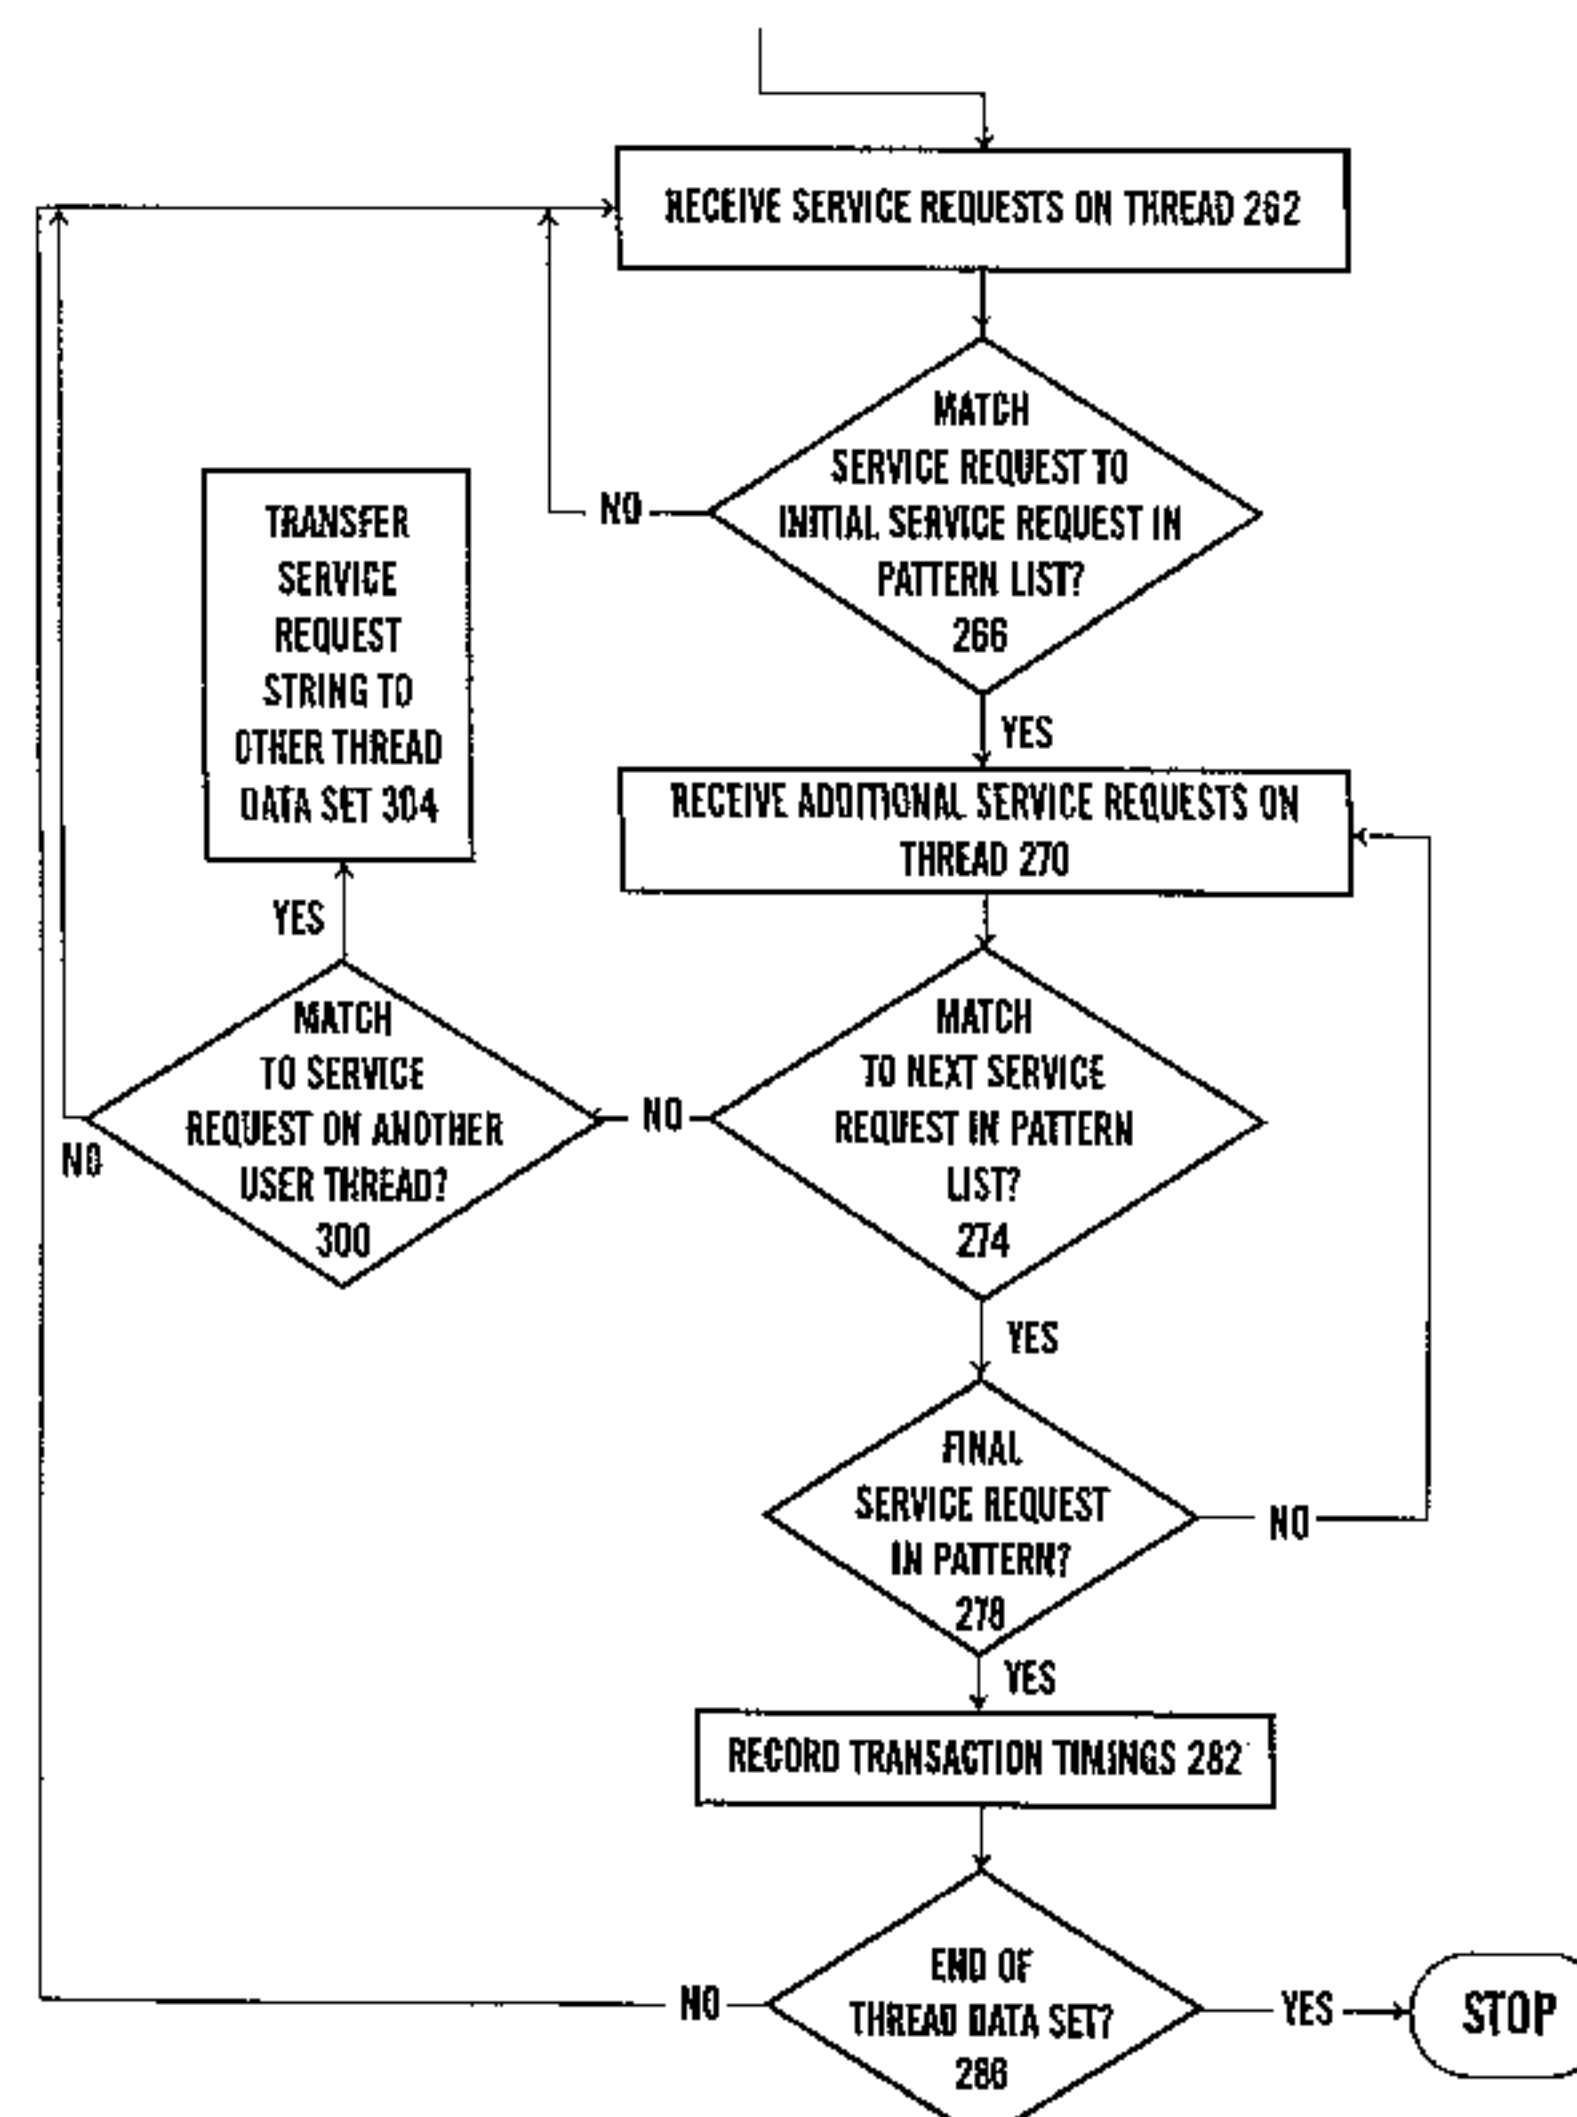 RECEIVE SERVICE REQUESTS ON THREAD 262
MATCH
SERVICE REQUEST TO
INITIAL SERVICE REQUEST IN
PATTERN LIST?
266
NO
YES
TRANSFER
SERVICE
REQUEST
STRING TO
OTHER THREAD
DATA SET 304
RECEIVE ADDITIONAL SERVICE REQUESTS ON
THREAD 270
YES
MATCH
TO SERVICE
REQUEST ON ANOTHER
USER THREAD?
300
NO
NO
MATCH
TO NEXT SERVICE
REQUEST IN PATTERN
LIST?
274
YES
FINAL
SERVICE REQUEST
IN PATTERN?
278
NO
YES
RECORD TRANSACTION TIMINGS 282
END OF
THREAD DATA SET?
286
NO
YES
STOP